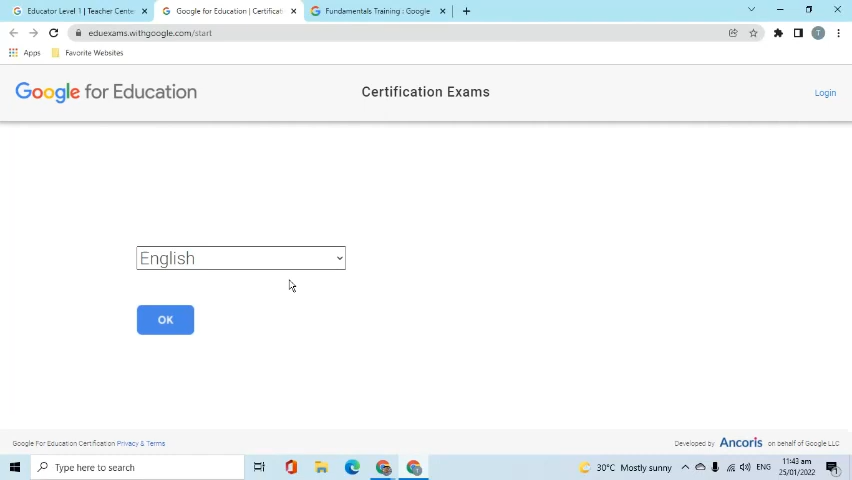 Educator Level 1 | Teacher Cente
Google for Education | Certificati
Fundamentals Training : Google
eduexams.withgoogle.com/start
T
Apps
Favorite Websites
Google for Education
Certification Exams
Login
English
OK
Google For Education Certification Privacy & Terms
Developed by Ancoris on behalf of Google LLC
Type here to search
30°C Mostly sunny
ENG
11:43 am
25/01/2022